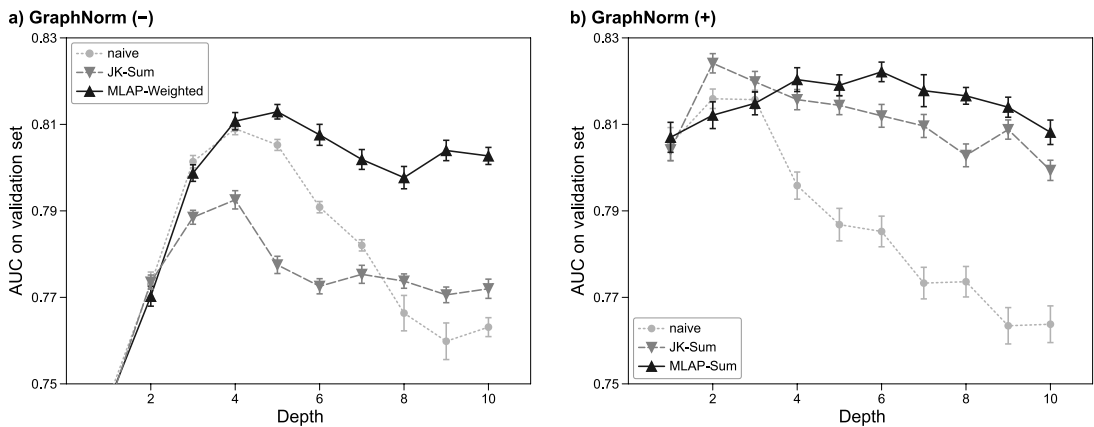 a) GraphNorm (−)
0.83
0.81
0.79
0.77
0.75
AUC on validation set
naive
JK-Sum
MLAP-Weighted
2 4 6 8 10
Depth
b) GraphNorm (+)
0.83
0.81
0.79
0.77
0.75
AUC on validation set
naive
JK-Sum
MLAP-Sum
2 4 6 8 10
Depth